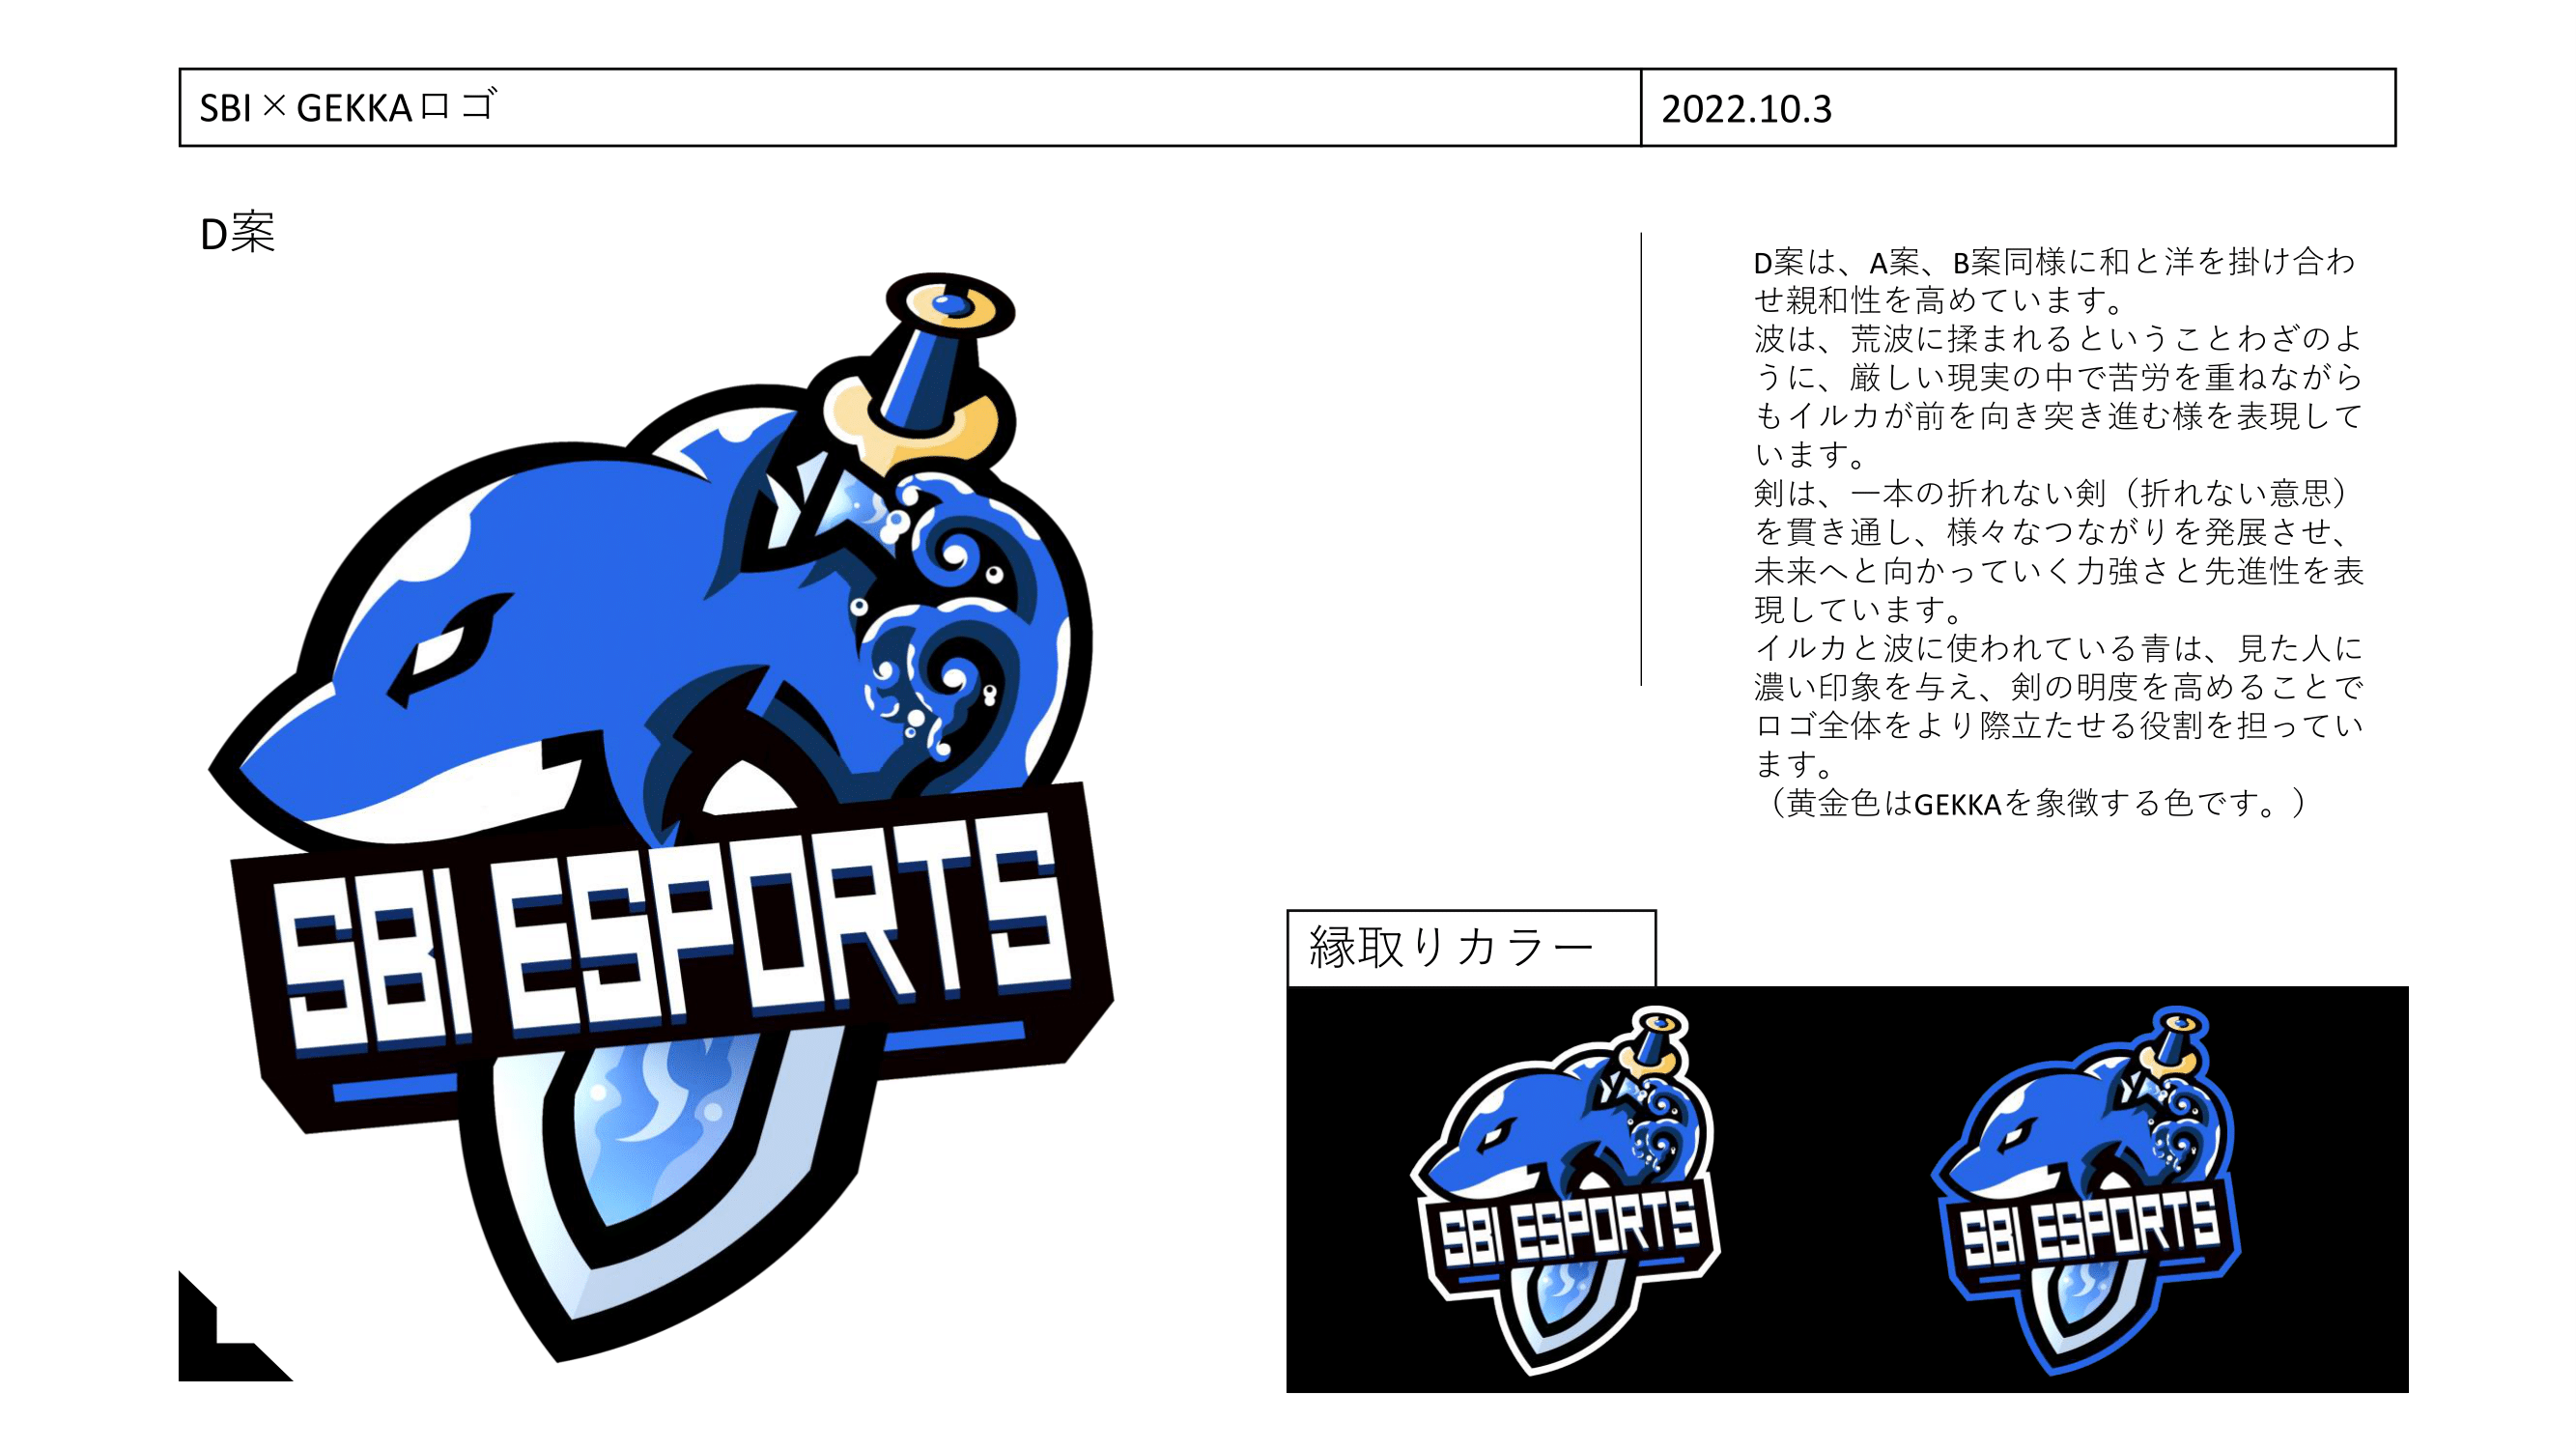 SBI×GEKKAロゴ
2022.10.3
D案
D案は、A案、B案同様に和と洋を掛け合わ
せ親和性を高めています。
波は、荒波に揉まれるということわざのよ
うに、厳しい現実の中で苦労を重ねながら
もイルカが前を向き突き進む様を表現して
います。
剣は、一本の折れない剣（折れない意思）
を貫き通し、様々なつながりを発展させ、
未来へと向かっていく力強さと先進性を表
現しています。
イルカと波に使われている青は、見た人に
濃い印象を与え、剣の明度を高めることで
ロゴ全体をより際立たせる役割を担ってい
ます。
（黄金色はGEKKAを象徴する色です。）
SBI ESPORTS
縁取りカラー
SBI ESPORTS
SBI ESPORTS